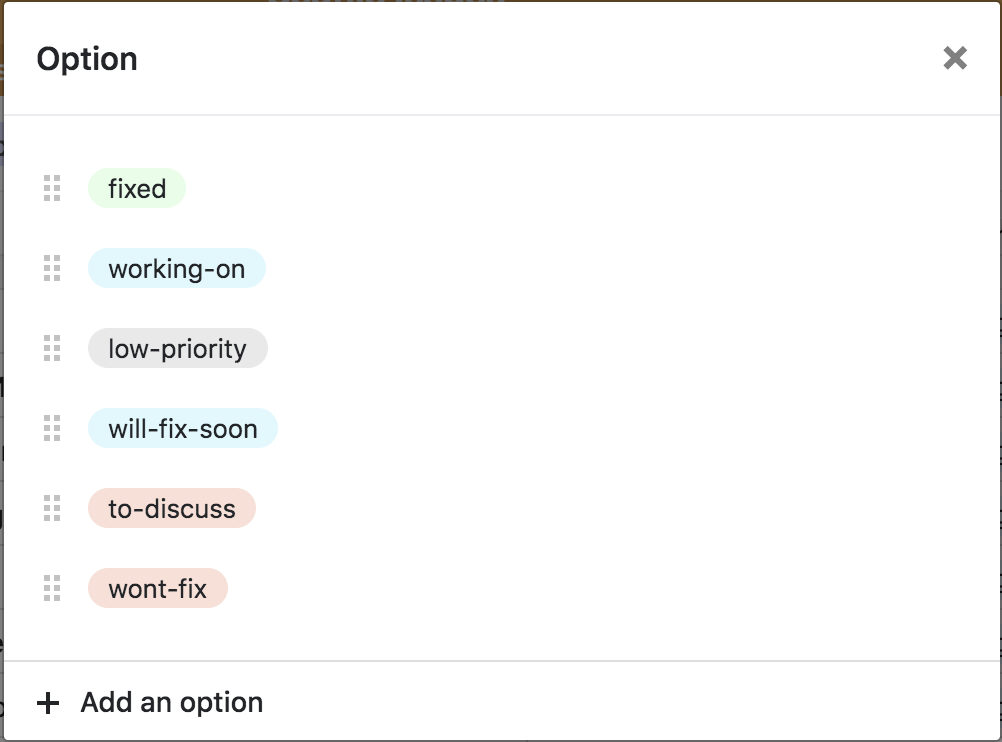 Option
fixed
working-on
low-priority
will-fix-soon
to-discuss
wont-fix
Add an option